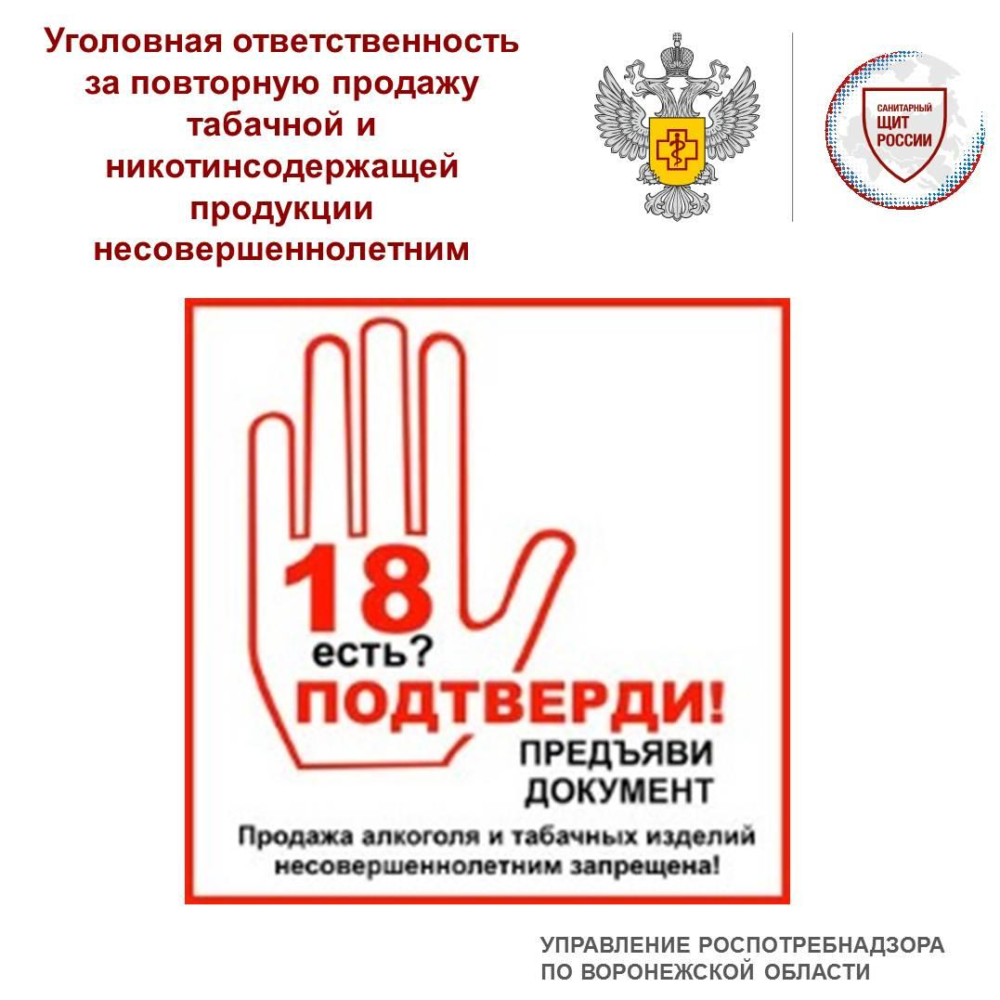 Уголовная ответственность
за повторную продажу
табачной и
никотинсодержащей
продукции
несовершеннолетним
САНИТАРНЫЙ
ЩИТ
РОССИИ
18
есть?
ПОДТВЕРДИ!
ПРЕДЪЯВИ
ДОКУМЕНТ
Продажа алкоголя и табачных изделий
несовершеннолетним запрещена!
УПРАВЛЕНИЕ РОСПОТРЕБНАДЗОРА
ПО ВОРОНЕЖСКОЙ ОБЛАСТИ